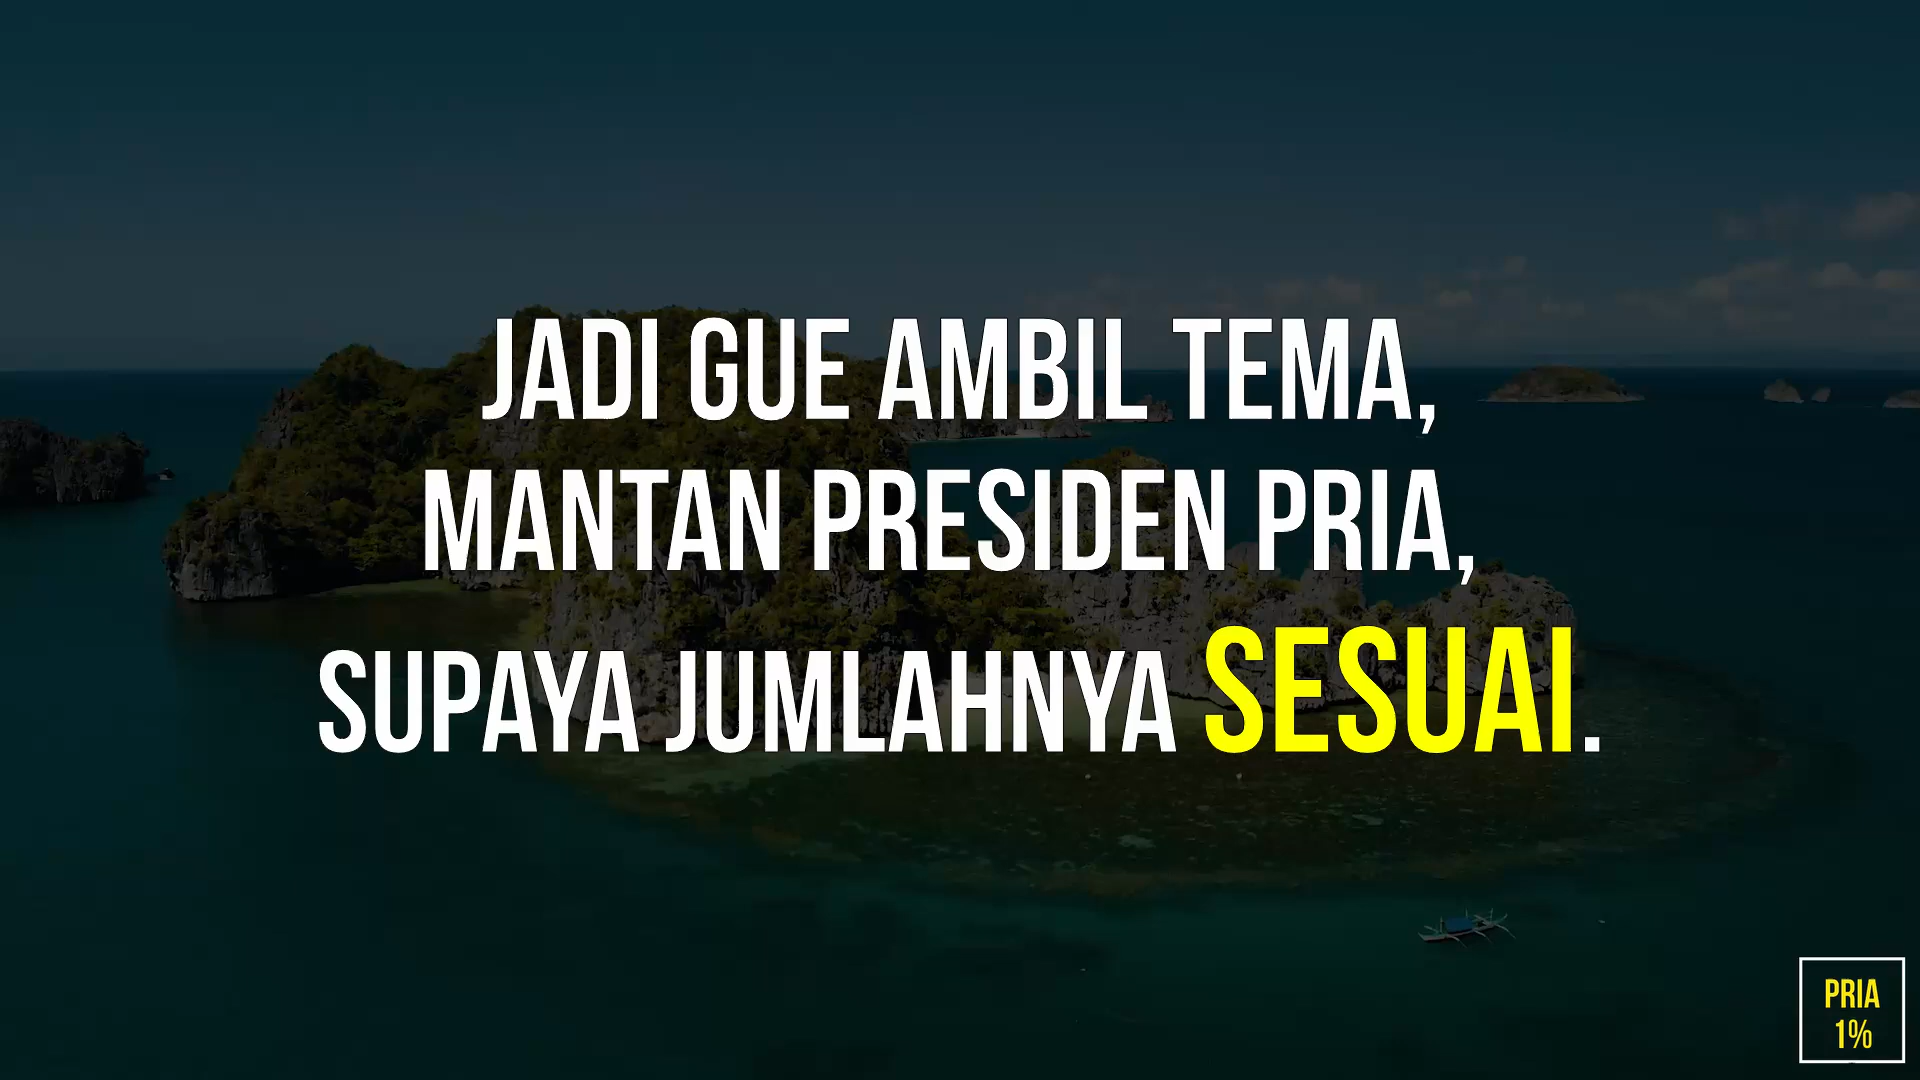 JADI GUE AMBIL TEMA,
MANTAN PRESIDEN PRIA,
SUPAYA JUMLAHNYA SESUAI.
PRIA
1%